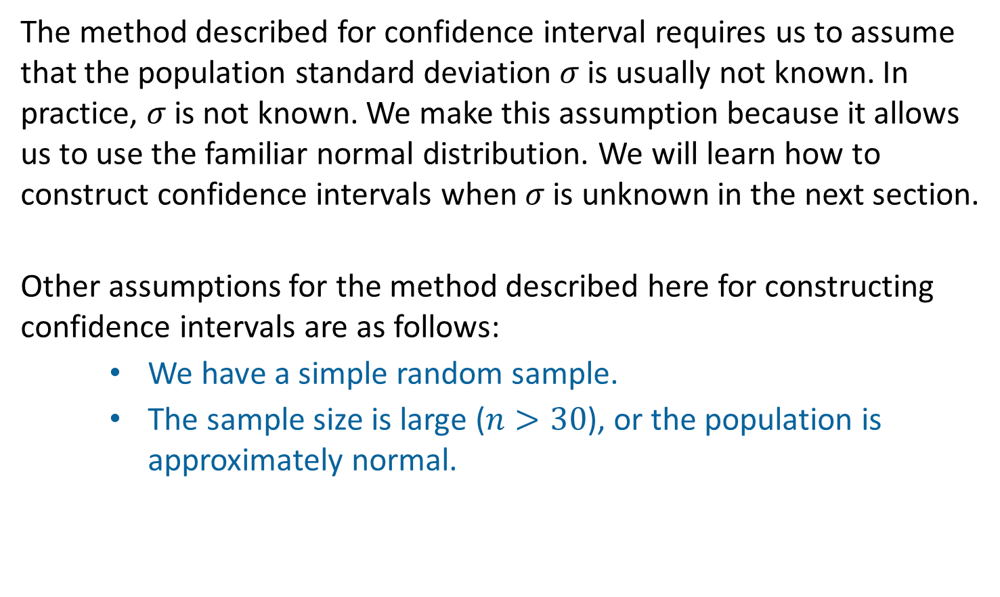 The method described for confidence interval requires us to assume
that the population standard deviation σ is usually not known. In
practice, σ is not known. We make this assumption because it allows
us to use the familiar normal distribution. We will learn how to
construct confidence intervals when σ is unknown in the next section.
Other assumptions for the method described here for constructing
confidence intervals are as follows:
• We have a simple random sample.
• The sample size is large (n > 30), or the population is
approximately normal.